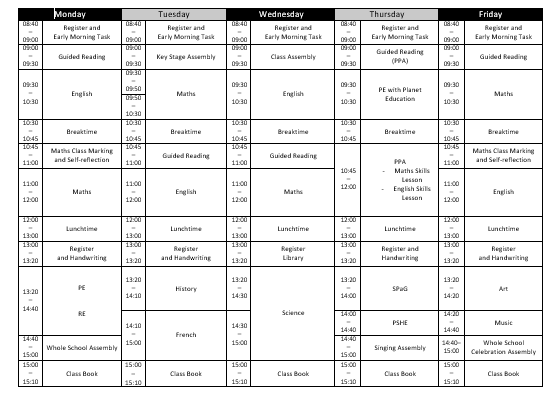 Monday Tuesday Wednesday Thursday Friday
08:40 – 09:00 Register and Early Morning Task 08:40 – 09:00 Register and Early Morning Task 08:40 – 09:00 Register and Early Morning Task 08:40 – 09:00 Register and Early Morning Task 08:40 – 09:00 Register and Early Morning Task
09:00 – 09:30 Guided Reading 09:00 – 09:30 Key Stage Assembly 09:00 – 09:30 Class Assembly 09:00 – 09:30 Guided Reading (PPA) 09:00 – 09:30 Guided Reading
09:30 – 10:30 English 09:30 – 09:50 09:50 – 10:30 Maths 09:30 – 10:30 English 09:30 – 10:30 PE with Planet Education 09:30 – 10:30 Maths
10:30 – 10:45 Breaktime 10:30 – 10:45 Breaktime 10:30 – 10:45 Breaktime 10:30 – 10:45 Breaktime 10:30 – 10:45 Breaktime
10:45 – 11:00 Maths Class Marking and Self-reflection 10:45 – 11:00 Guided Reading 10:45 – 11:00 Guided Reading 10:45 – 12:00 PPA - Maths Skills Lesson - English Skills Lesson 10:45 – 11:00 Maths Class Marking and Self-reflection
11:00 – 12:00 Maths 11:00 – 12:00 English 11:00 – 12:00 Maths 11:00 – 12:00 English
12:00 – 13:00 Lunchtime 12:00 – 13:00 Lunchtime 12:00 – 13:00 Lunchtime 12:00 – 13:00 Lunchtime 12:00 – 13:00 Lunchtime
13:00 – 13:20 Register and Handwriting 13:00 – 13:20 Register and Handwriting 13:00 – 13:20 Register Library 13:00 – 13:20 Register and Handwriting 13:00 – 13:20 Register and Handwriting
13:20 – 14:40 PE RE 13:20 – 14:10 History 13:20 – 14:30 Science 13:20 – 14:00 SPaG 13:20 – 14:20 Art
14:10 – 15:00 French 14:30 – 15:00 14:00 – 14:40 PSHE 14:20 – 14:40 Music
14:40 – 15:00 Whole School Assembly 14:40 – 15:00 Singing Assembly 14:40– 15:00 Whole School Celebration Assembly
15:00 – 15:10 Class Book 15:00 – 15:10 Class Book 15:00 – 15:10 Class Book 15:00 – 15:10 Class Book 15:00 – 15:10 Class Book